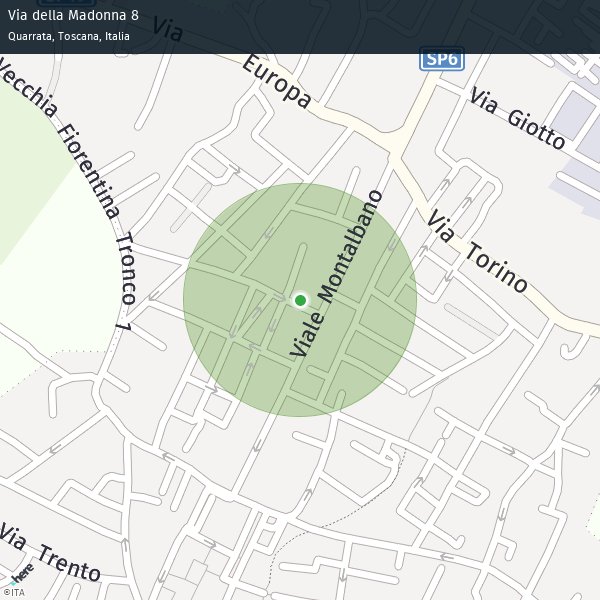 Via della Madonna 8
Quarrata, Toscana, Italia
Via Europa
SP6
Via Giotto
Vecchia Fiorentina Tronco 1
Viale Montalbano
Via Torino
Via Trento
here
©ITA